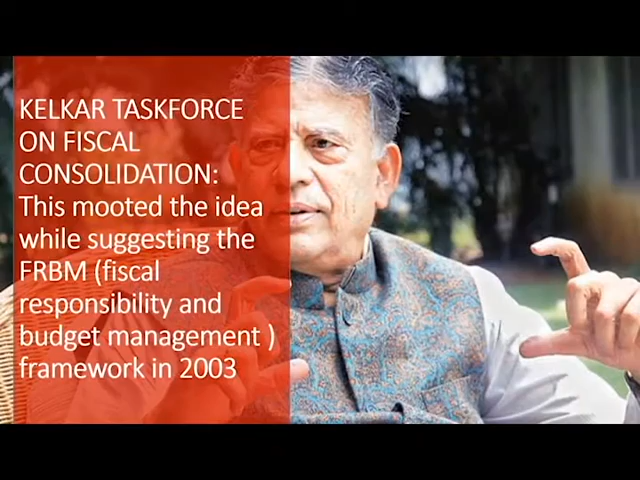 KELKAR TASKFORCE
ON FISCAL
CONSOLIDATION:
This mooted the idea
while suggesting the
FRBM (fiscal
responsibility and
budget management )
framework in 2003